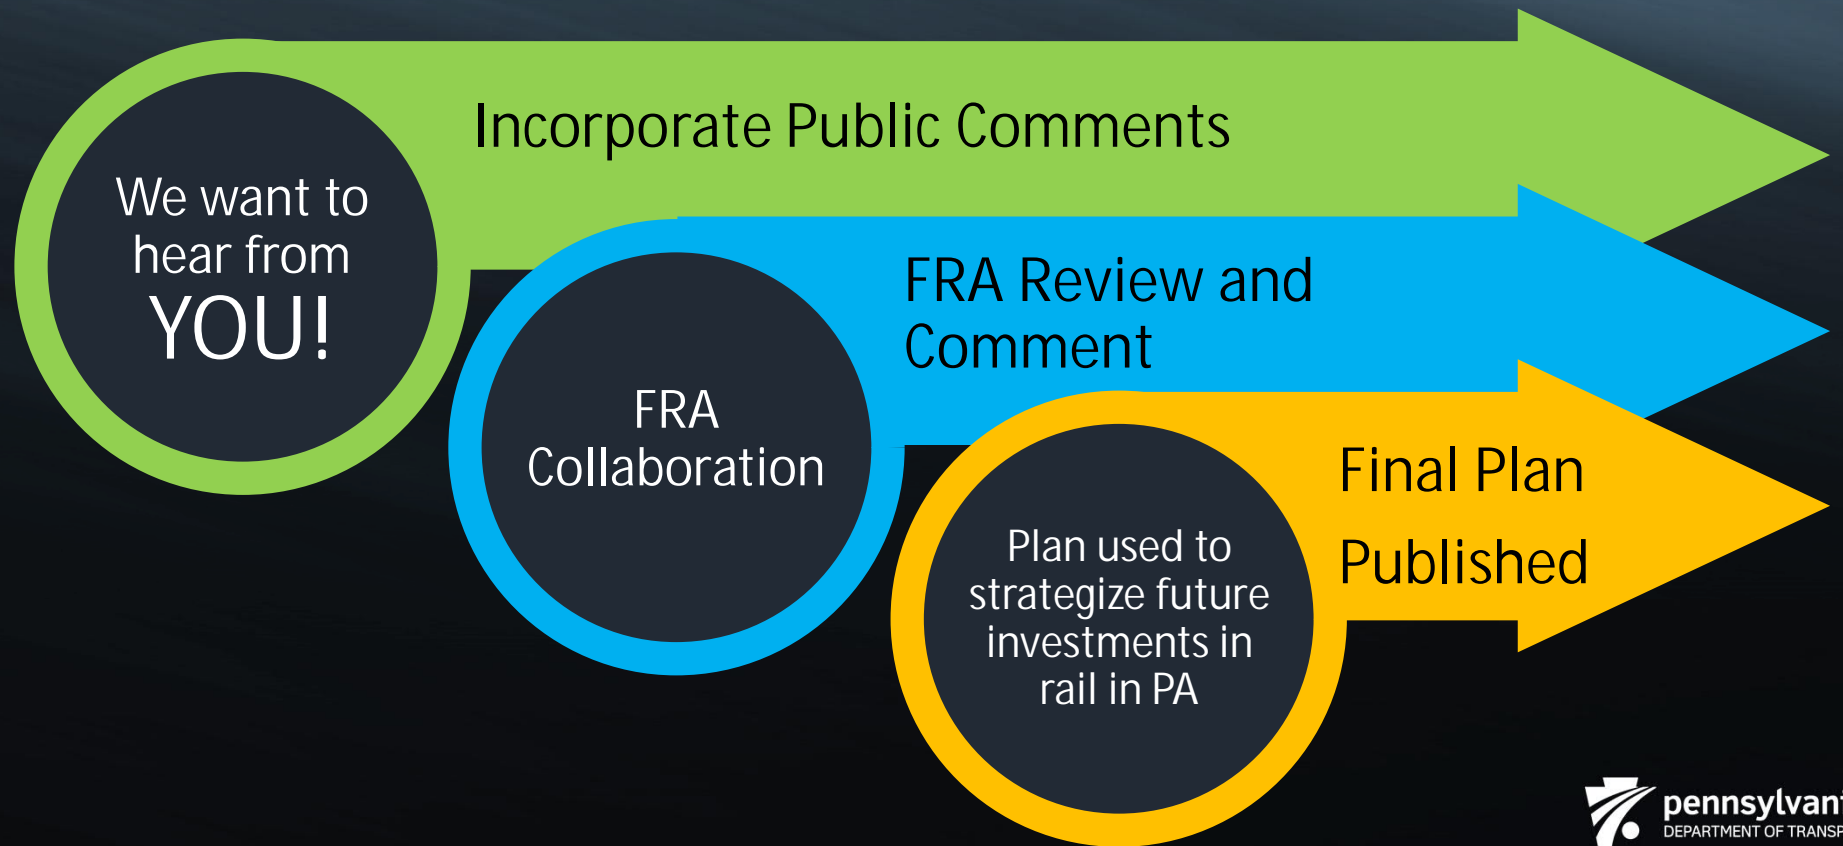 Incorporate Public Comments
We want to
hear from
YOU!
FRA Review and
Comment
FRA
Collaboration
Final Plan
Published
Plan used to
strategize future
investments in
rail in PA
pennsylvan
DEPARTMENT OF TRANSP